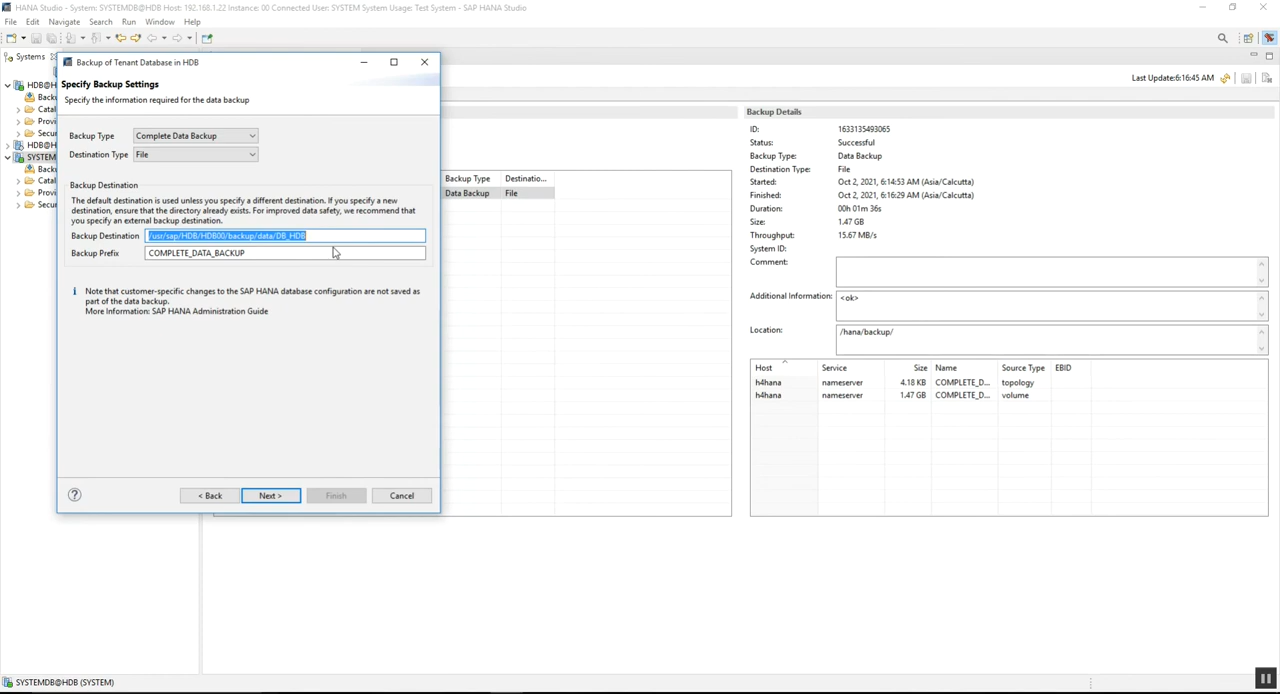 HANA Studio - System: SYSTEMDB@HDB Host: 192.168.1.22 Instance: 00 Connected User: SYSTEM System Usage: Test System - SAP HANA Studio
File Edit Navigate Search Run Window Help
Systems
Last Update:6:16:45 AM
HDB@H
Backu
Catal
Provi
Secur
HDB@H
SYSTEM
Backu
Catal
Provi
Secur
Backup of Tenant Database in HDB
Specify Backup Settings
Specify the information required for the data backup
Backup Type Complete Data Backup
Destination Type File
Backup Destination
The default destination is used unless you specify a different destination. If you specify a new
destination, ensure that the directory already exists. For improved data safety, we recommend that
you specify an external backup destination.
Backup Destination /usr/sap/HDB/HDB00/backup/data/DB_HDB
Backup Prefix COMPLETE_DATA_BACKUP
Note that customer-specific changes to the SAP HANA database configuration are not saved as
part of the data backup.
More Information: SAP HANA Administration Guide
< Back Next > Finish Cancel
Backup Type Destinatio...
Data Backup File
Backup Details
ID: 1633135493065
Status: Successful
Backup Type: Data Backup
Destination Type: File
Started: Oct 2, 2021, 6:14:53 AM (Asia/Calcutta)
Finished: Oct 2, 2021, 6:16:29 AM (Asia/Calcutta)
Duration: 00h 01m 36s
Size: 1.47 GB
Throughput: 15.67 MB/s
System ID:
Comment:
Additional Information: <ok>
Location: /hana/backup/
Host Service Size Name Source Type EBID
h4hana nameserver 4.18 KB COMPLETE_D... topology
h4hana nameserver 1.47 GB COMPLETE_D... volume
SYSTEMDB@HDB (SYSTEM)